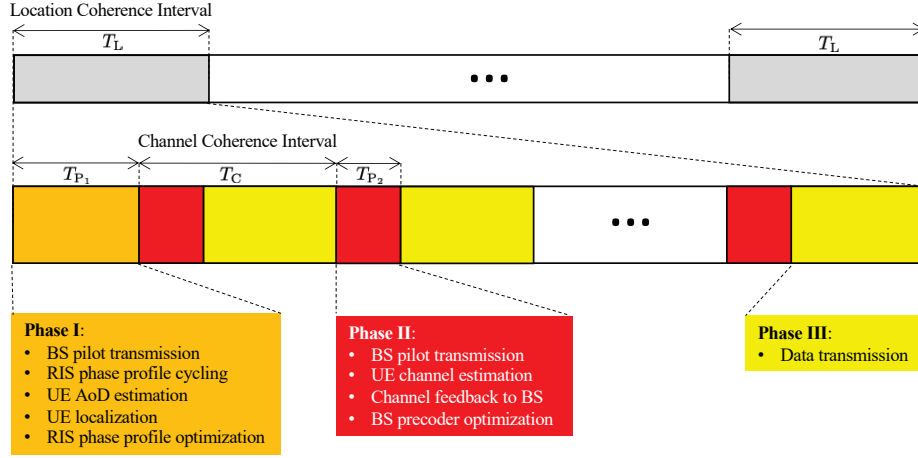 Location Coherence Interval
T_L
T_L
...
Channel Coherence Interval
T_P1
T_C
T_P2
...
Phase I:
• BS pilot transmission
• RIS phase profile cycling
• UE AoD estimation
• UE localization
• RIS phase profile optimization
Phase II:
• BS pilot transmission
• UE channel estimation
• Channel feedback to BS
• BS precoder optimization
Phase III:
• Data transmission